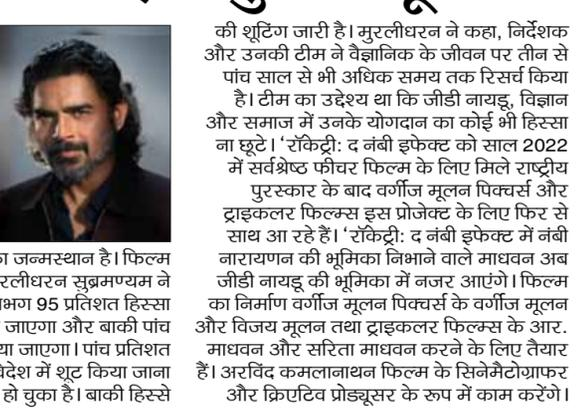 का जन्मस्थान है। फिल्म
मुरलीधरन सुब्रमण्यम ने
लगभग 95 प्रतिशत हिस्सा
जाएगा और बाकी पांच
जाएगा। पांच प्रतिशत
विदेश में शूट किया जाना
हो चुका है। बाकी हिस्से
की शूटिंग जारी है। मुरलीधरन ने कहा, निर्देशक
और उनकी टीम ने वैज्ञानिक के जीवन पर तीन से
पांच साल से भी अधिक समय तक रिसर्च किया
है। टीम का उद्देश्य था कि जीडी नायडू, विज्ञान
और समाज में उनके योगदान का कोई भी हिस्सा
ना छूटे। ‘रॉकेट्री: द नंबी इफेक्ट को साल 2022
में सर्वश्रेष्ठ फीचर फिल्म के लिए मिले राष्ट्रीय
पुरस्कार के बाद वर्गीज मूलन पिक्चर्स और
ट्राइकलर फिल्म्स इस प्रोजेक्ट के लिए फिर से
साथ आ रहे हैं। ‘रॉकेट्री: द नंबी इफेक्ट में नंबी
नारायणन की भूमिका निभाने वाले माधवन अब
जीडी नायडू की भूमिका में नजर आएंगे। फिल्म
का निर्माण वर्गीज मूलन पिक्चर्स के वर्गीज मूलन
और विजय मूलन तथा ट्राइकलर फिल्म्स के आर.
माधवन और सरिता माधवन करने के लिए तैयार
हैं। अरविंद कमलानाथन फिल्म के सिनेमैटोग्राफर
और क्रिएटिव प्रोड्यूसर के रूप में काम करेंगे।